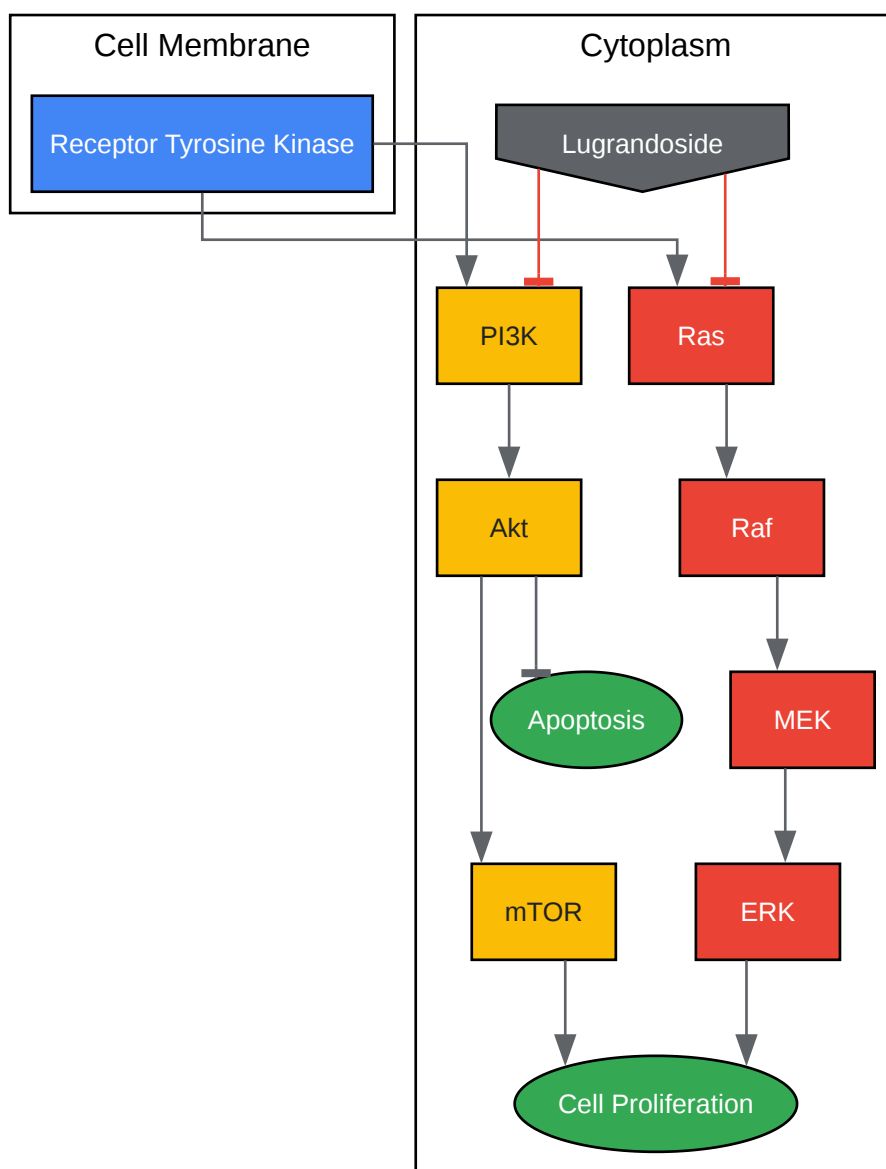 Cell Membrane
Cytoplasm
Receptor Tyrosine Kinase
Lugrandoside
PI3K
Ras
Akt
Raf
Apoptosis
MEK
mTOR
ERK
Cell Proliferation